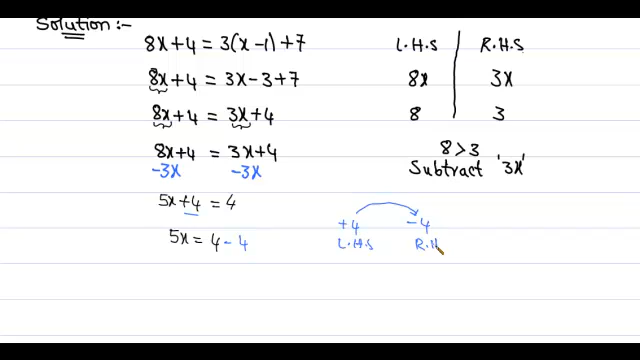 Solution :-
8x+4 = 3(x-1)+7
L.H.S R.H.S
8x+4 = 3x-3+7
8x 3x
8x+4 = 3x+4
8 3
8x+4 = 3x+4
8>3
-3x -3x
Subtract '3x'
5x+4 = 4
+4 -4
5x = 4-4
L.H.S R.H